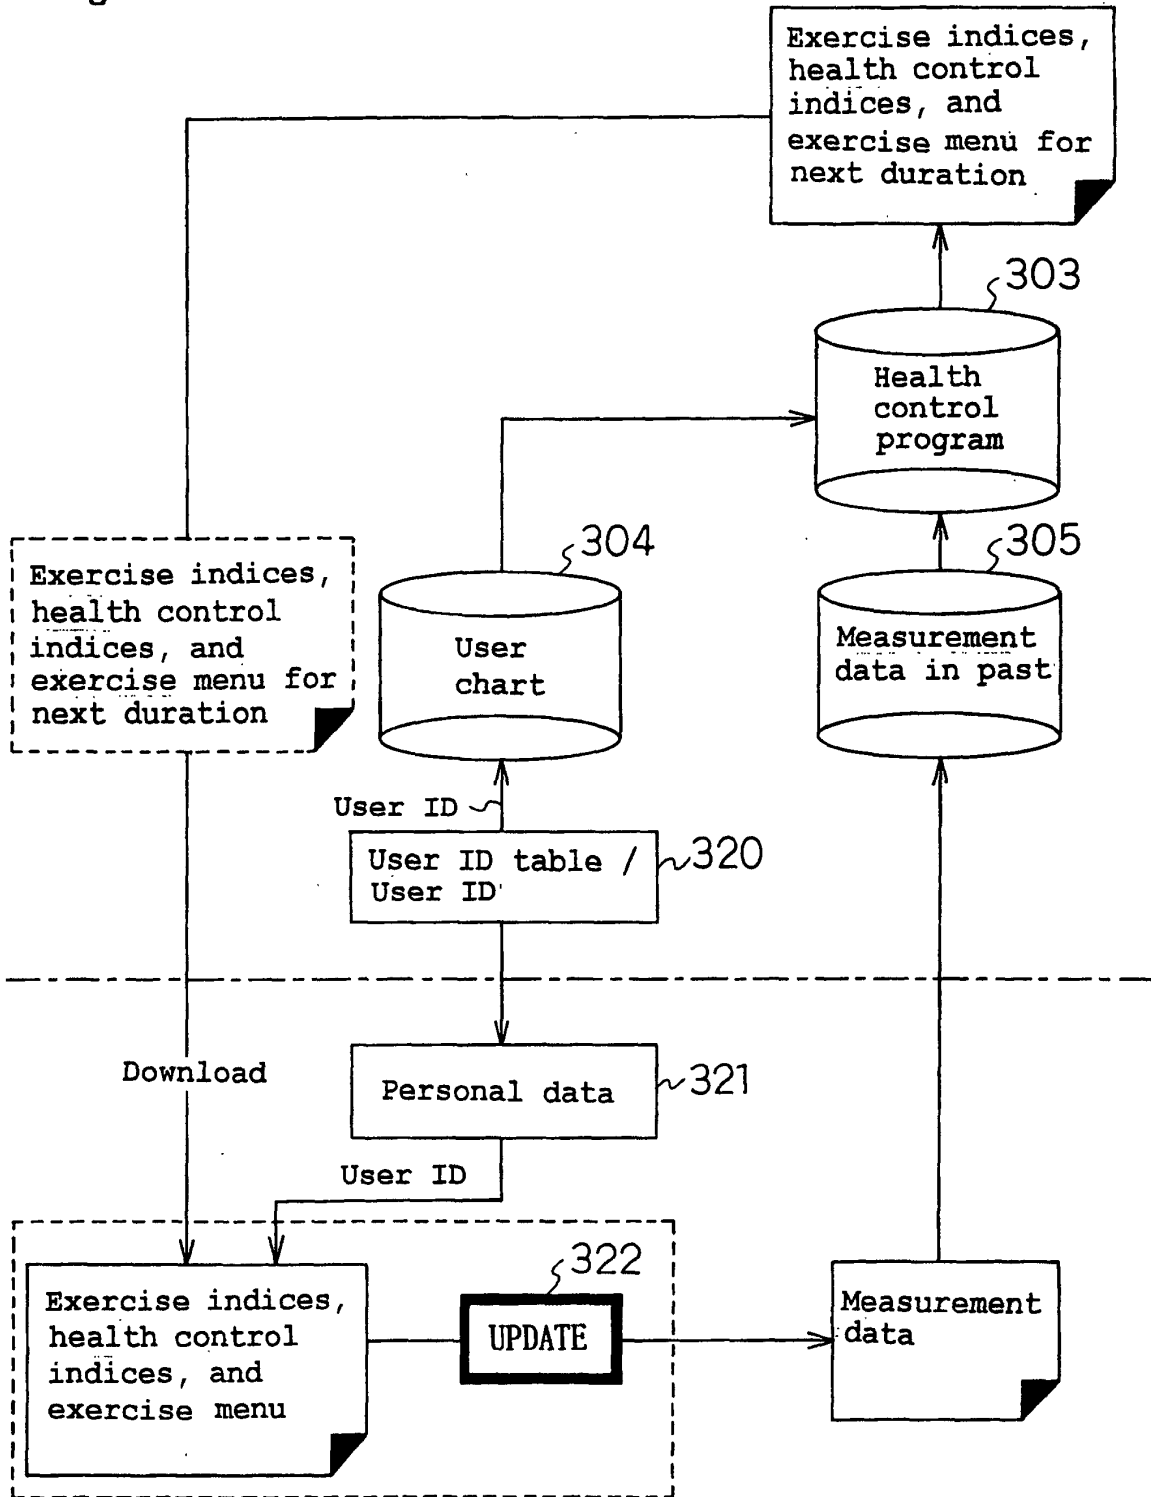 Exercise indices,
health control
indices, and
exercise menu for
next duration
303
Health
control
program
304
305
Exercise indices,
health control
indices, and
exercise menu for
next duration
User
chart
Measurement
data in past
User ID
User ID table /
User ID
320
Download
Personal data
321
User ID
322
Exercise indices,
health control
indices, and
exercise menu
UPDATE
Measurement
data